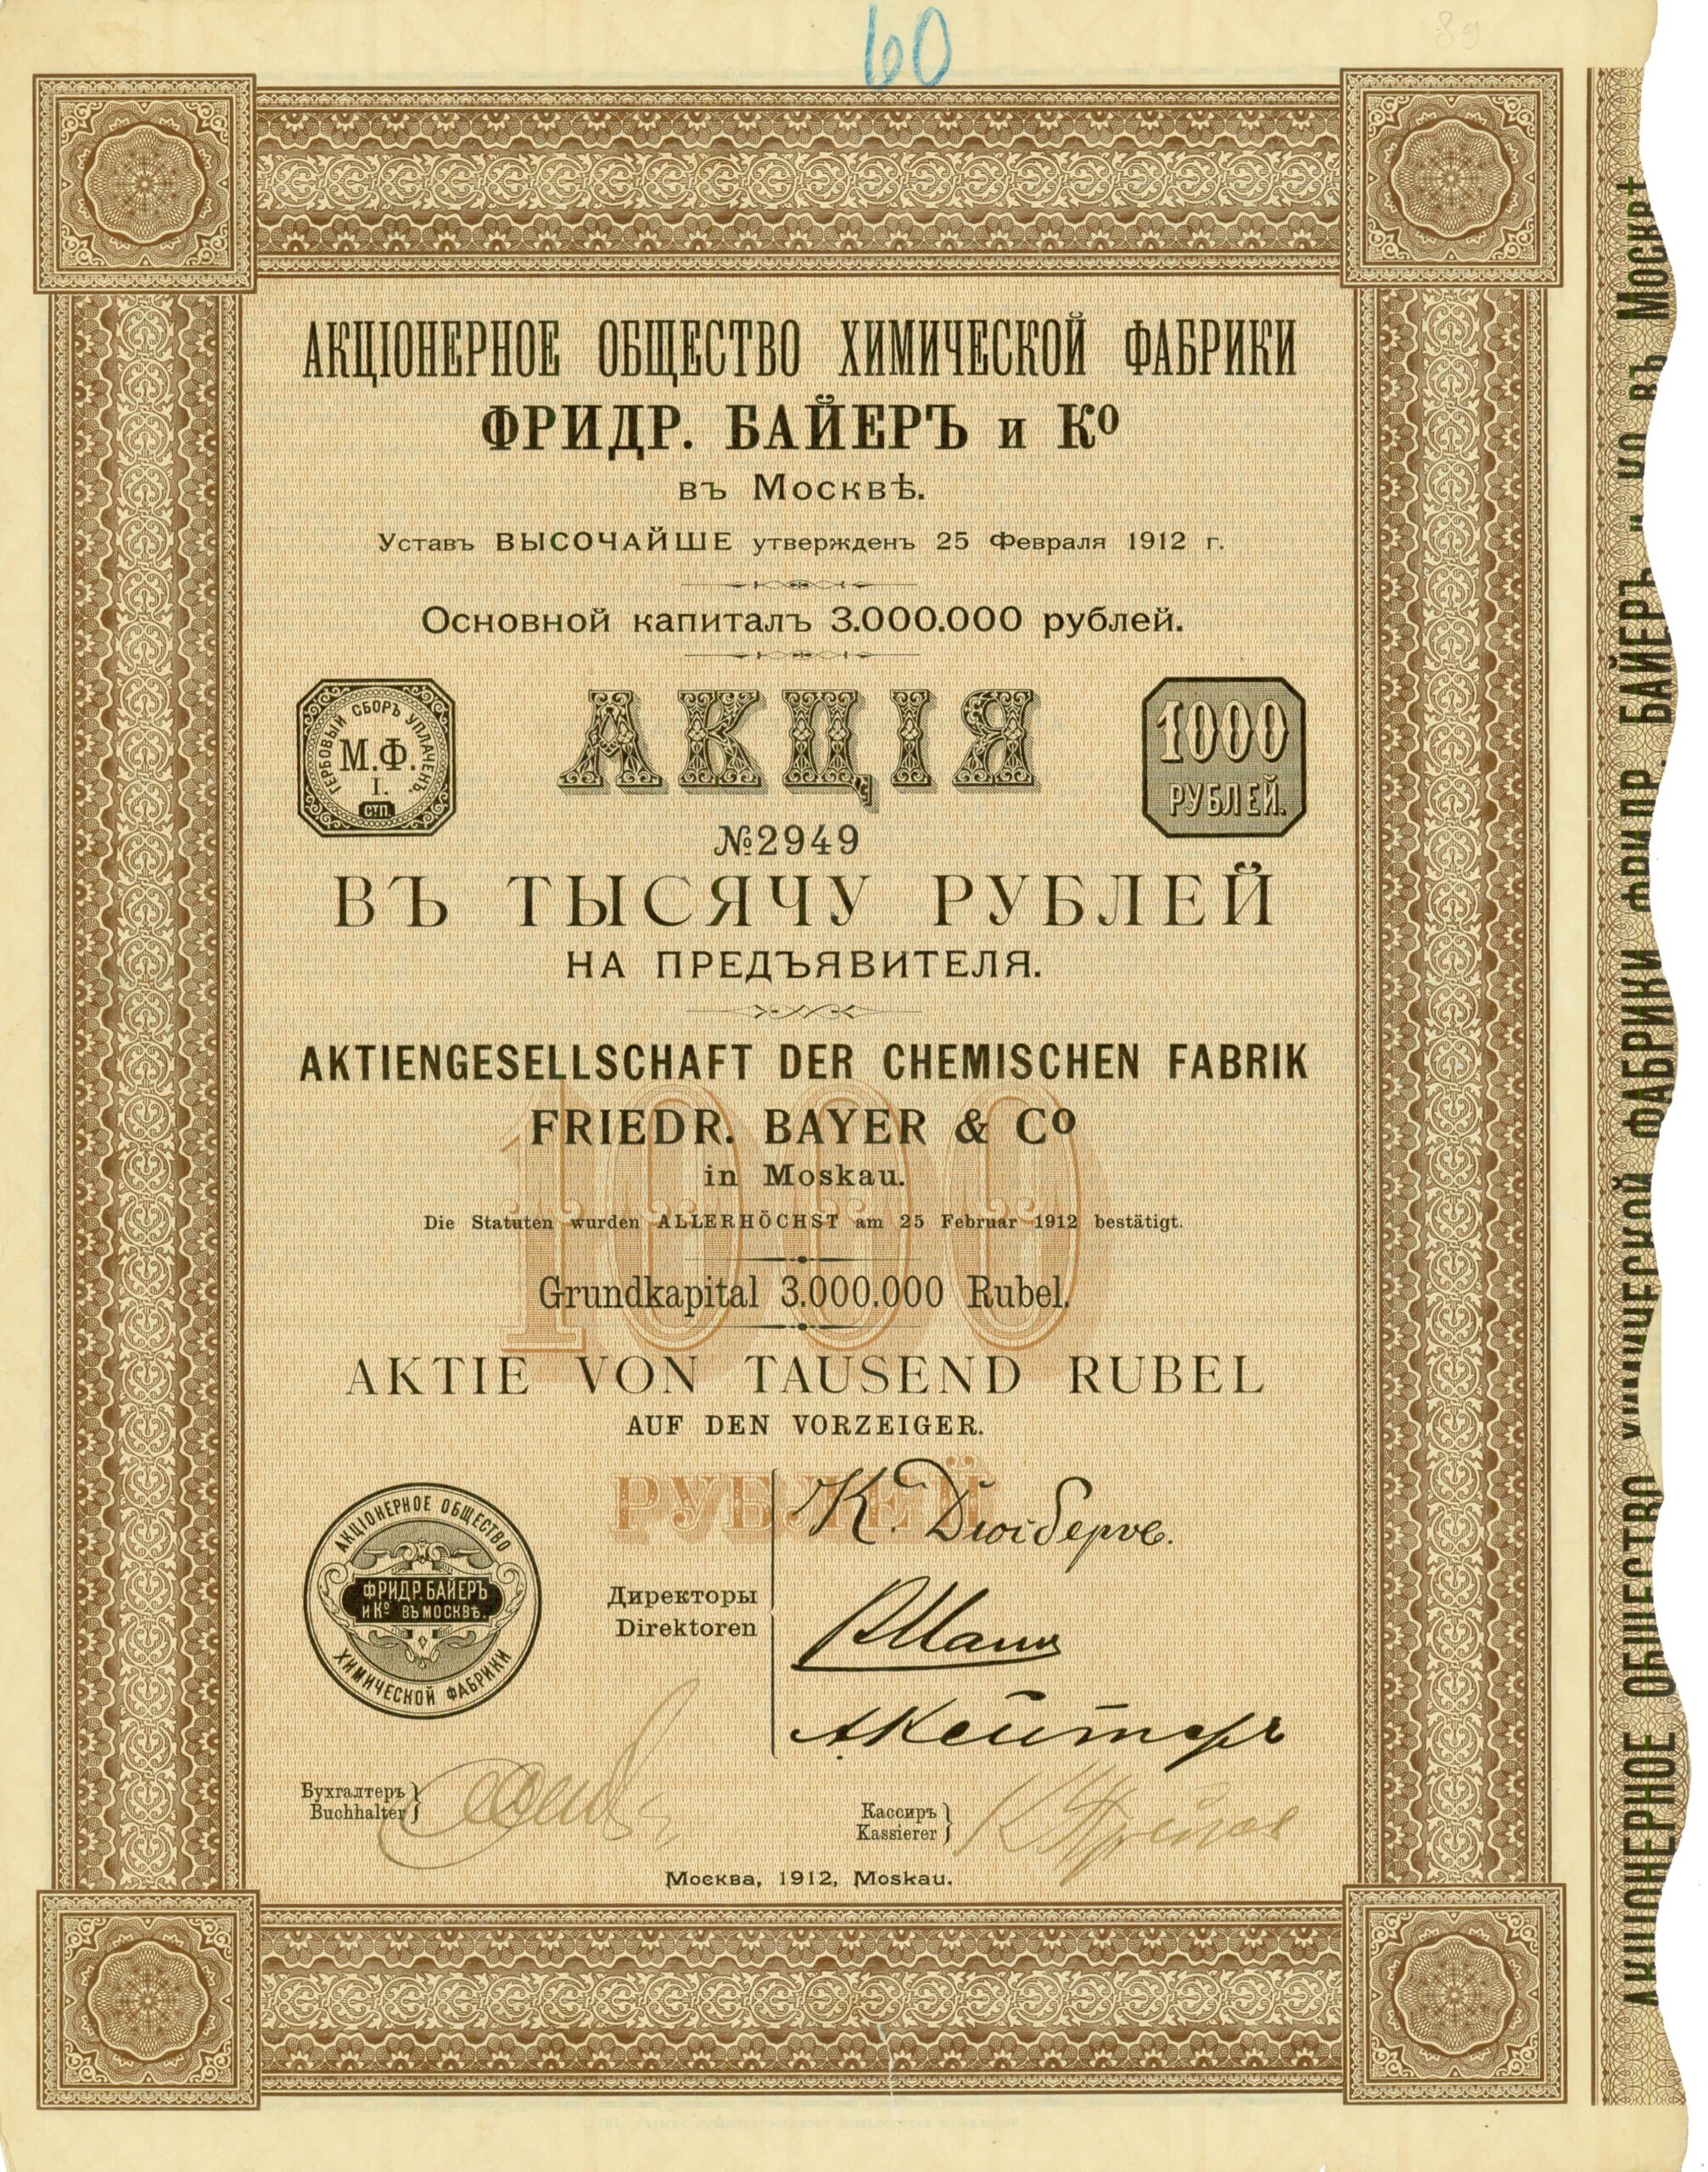 60
89
АКЦІОНЕРНОЕ ОБЩЕСТВО ХИМИЧЕСКОЙ ФАБРИКИ
ФРИДР. БАЙЕРЪ и Кº
въ Москвѣ.
Уставъ ВЫСОЧАЙШЕ утвержденъ 25 Февраля 1912 г.
Основной капиталъ 3.000.000 рублей.
ГЕРБОВЫЙ СБОРЪ УПЛАЧЕНЪ.
М.Ф.
I.
СТП.
АКЦІЯ
1000
РУБЛЕЙ.
№2949
ВЪ ТЫСЯЧУ РУБЛЕЙ
НА ПРЕДЪЯВИТЕЛЯ.
AKTIENGESELLSCHAFT DER CHEMISCHEN FABRIK
FRIEDR. BAYER & Cº
in Moskau.
Die Statuten wurden ALLERHÖCHST am 25 Februar 1912 bestätigt.
1000
Grundkapital 3.000.000 Rubel.
AKTIE VON TAUSEND RUBEL
AUF DEN VORZEIGER.
РУБЛЕЙ
АКЦІОНЕРНОЕ ОБЩЕСТВО
ФРИДР. БАЙЕРЪ
и Кº ВЪ МОСКВѢ.
ХИМИЧЕСКОЙ ФАБРИКИ
Директоры
Direktoren
Бухгалтеръ
Buchhalter
Кассиръ
Kassierer
Москва, 1912, Moskau.
АКЦІОНЕРНОЕ ОБЩЕСТВО ХИМИЧЕСКОЙ ФАБРИКИ ФРИДР. БАЙЕРЪ и Кº въ Москвѣ